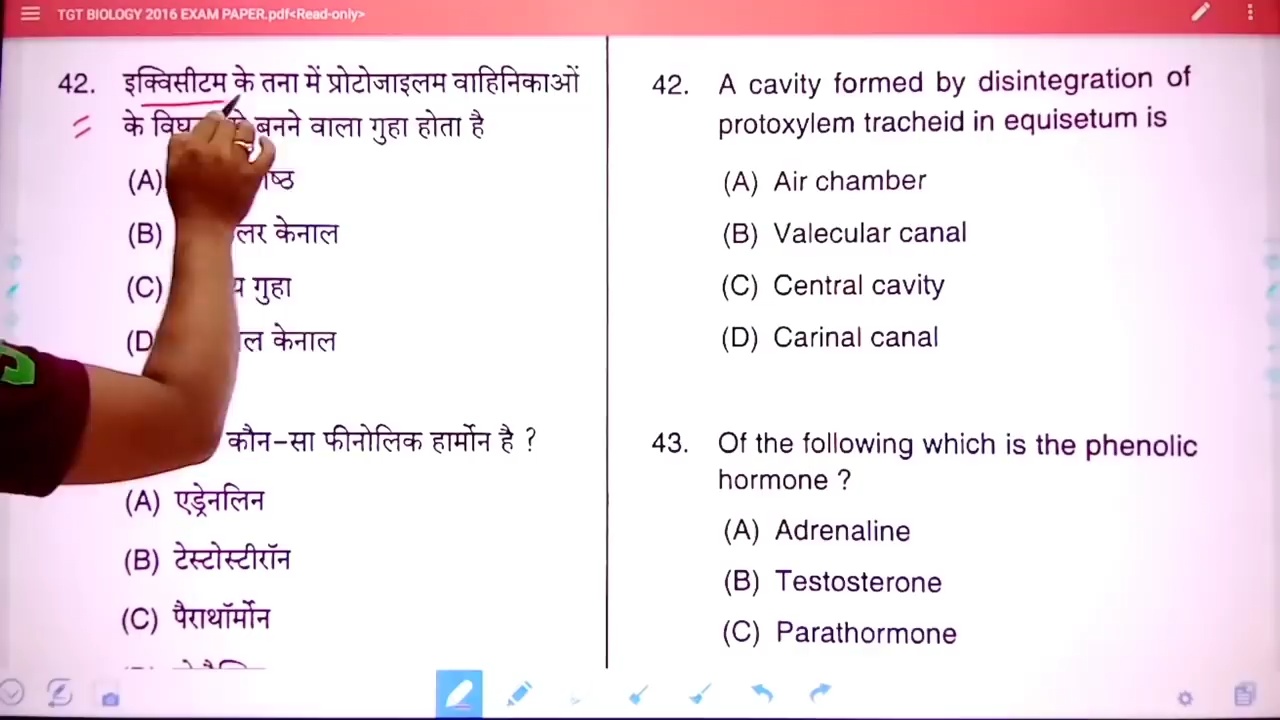 TGT BIOLOGY 2016 EXAM PAPER.pdf<Read-only>
42. इक्विसीटम के तना में प्रोटोजाइलम वाहिनिकाओं
के बनने वाला गुहा होता है
(A)
(B) केनाल
(C) गुहा
(D) केनाल
कौन-सा फीनोलिक हार्मोन है ?
(A) एड्रेनलिन
(B) टेस्टोस्टीरॉन
(C) पैराथॉर्मोन
42. A cavity formed by disintegration of
protoxylem tracheid in equisetum is
(A) Air chamber
(B) Valecular canal
(C) Central cavity
(D) Carinal canal
43. Of the following which is the phenolic
hormone ?
(A) Adrenaline
(B) Testosterone
(C) Parathormone